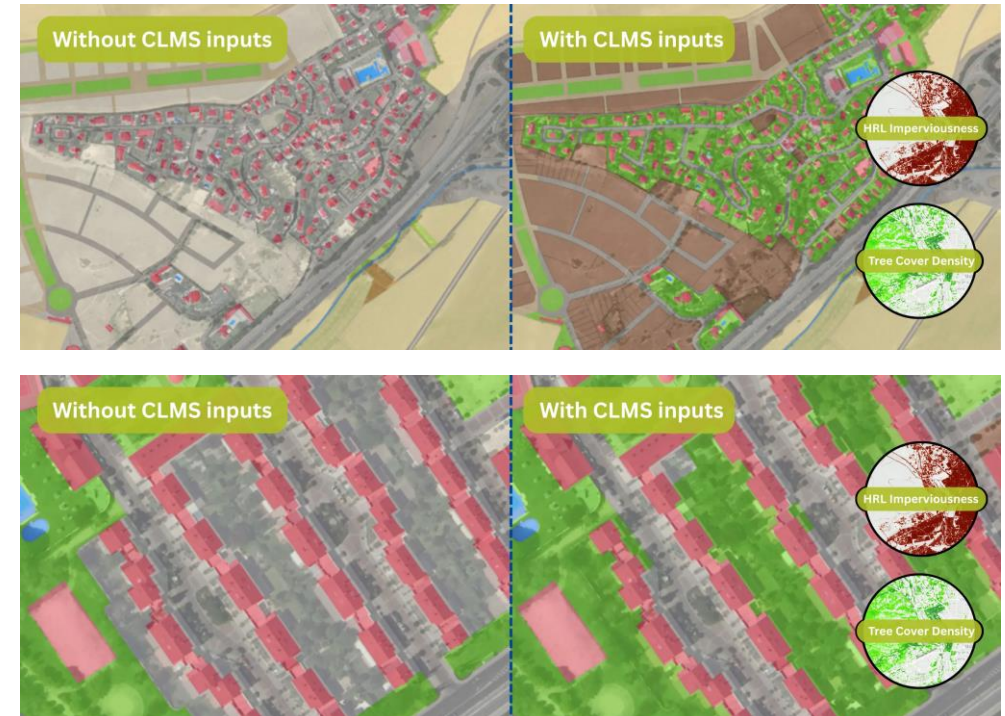 Without CLMS inputs
With CLMS inputs
HRL Imperviousness
Tree Cover Density
Without CLMS inputs
With CLMS inputs
HRL Imperviousness
Tree Cover Density